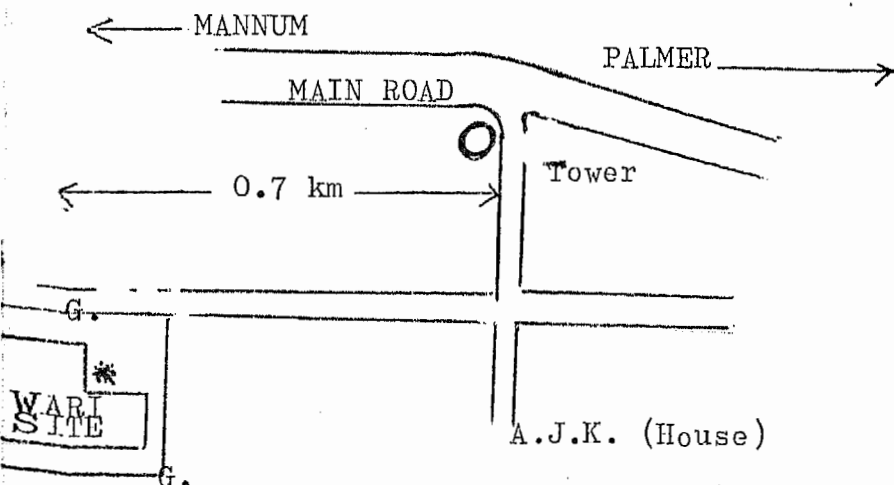 MANNUM
PALMER
MAIN ROAD
Tower
0.7 km
G.
WARI
SITE
A.J.K. (House)
G.